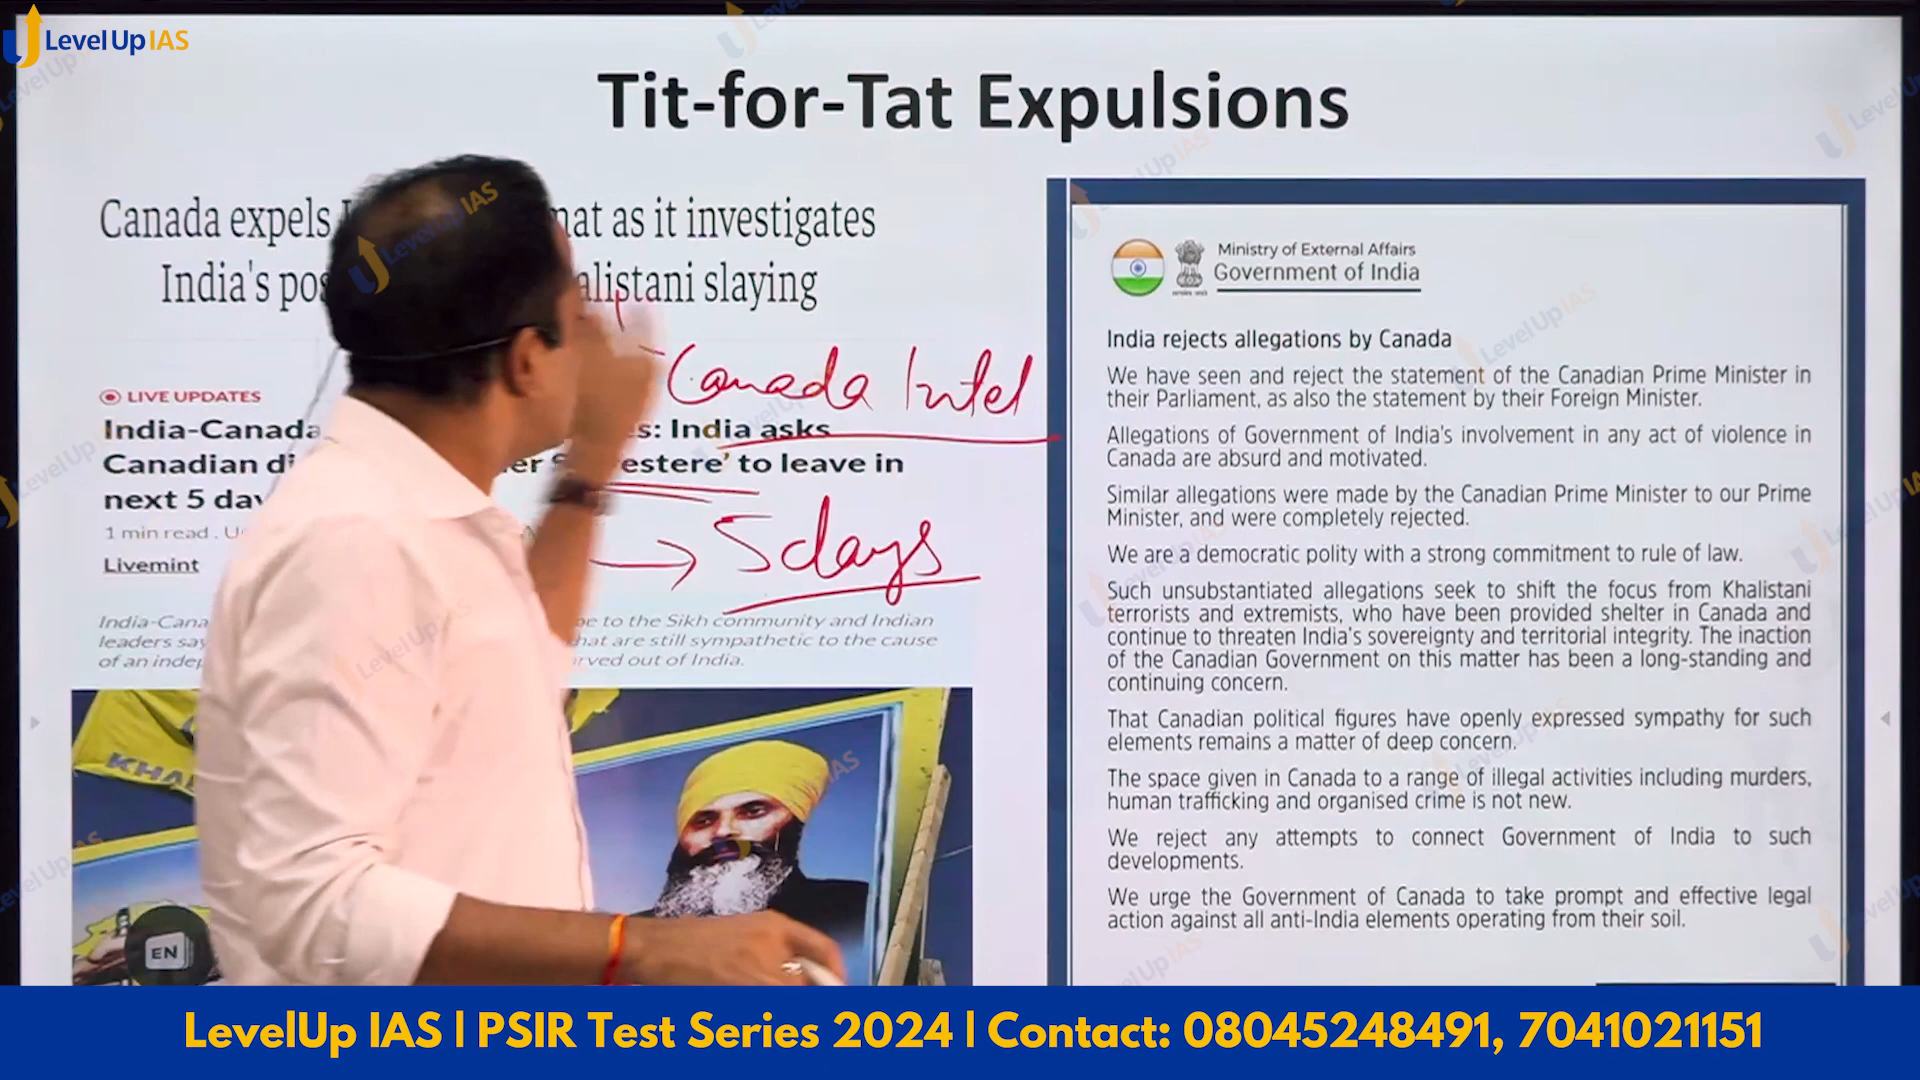 LevelUp IAS
Tit-for-Tat Expulsions
Canada expels as it investigates
India's slaying
LIVE UPDATES
India-Canada India asks
Canadian to leave in
next 5
1 min read .
Livemint
India-Cana to the Sikh community and Indian
leaders say that are still sympathetic to the cause
of an out of India.
Canada Intel
5 days
KHAL
EN
Ministry of External Affairs
Government of India
India rejects allegations by Canada
We have seen and reject the statement of the Canadian Prime Minister in
their Parliament, as also the statement by their Foreign Minister.
Allegations of Government of India's involvement in any act of violence in
Canada are absurd and motivated.
Similar allegations were made by the Canadian Prime Minister to our Prime
Minister, and were completely rejected.
We are a democratic polity with a strong commitment to rule of law.
Such unsubstantiated allegations seek to shift the focus from Khalistani
terrorists and extremists, who have been provided shelter in Canada and
continue to threaten India's sovereignty and territorial integrity. The inaction
of the Canadian Government on this matter has been a long-standing and
continuing concern.
That Canadian political figures have openly expressed sympathy for such
elements remains a matter of deep concern.
The space given in Canada to a range of illegal activities including murders,
human trafficking and organised crime is not new.
We reject any attempts to connect Government of India to such
developments.
We urge the Government of Canada to take prompt and effective legal
action against all anti-India elements operating from their soil.
LevelUp IAS | PSIR Test Series 2024 | Contact: 08045248491, 7041021151